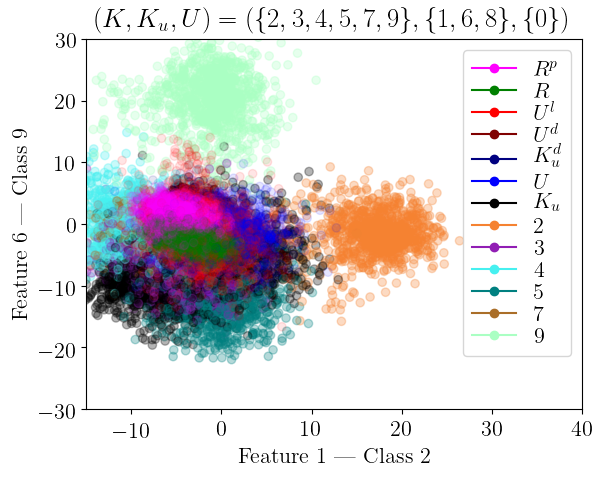 (K, K_u, U) = ({2, 3, 4, 5, 7, 9}, {1, 6, 8}, {0})
Feature 6 — Class 9
30
20
10
0
−10
−20
−30
−10
0
10
20
30
40
Feature 1 — Class 2
R^p
R
U^l
U^d
K_u^d
U
K_u
2
3
4
5
7
9